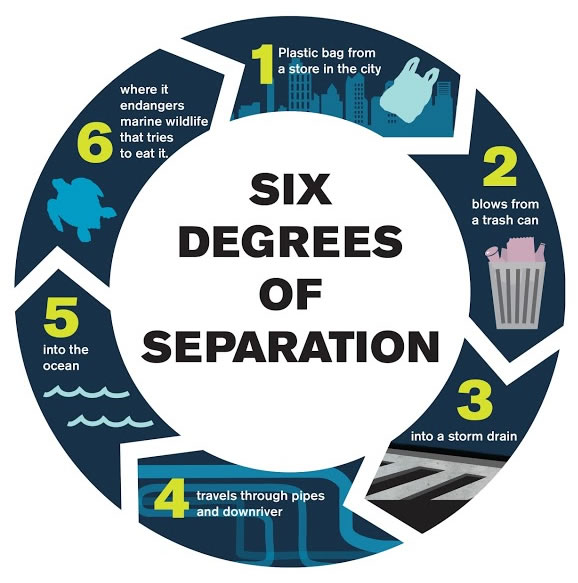 SIX
DEGREES
OF
SEPARATION
1
Plastic bag from
a store in the city
2
blows from
a trash can
3
into a storm drain
4
travels through pipes
and downriver
5
into the
ocean
6
where it
endangers
marine wildlife
that tries
to eat it.